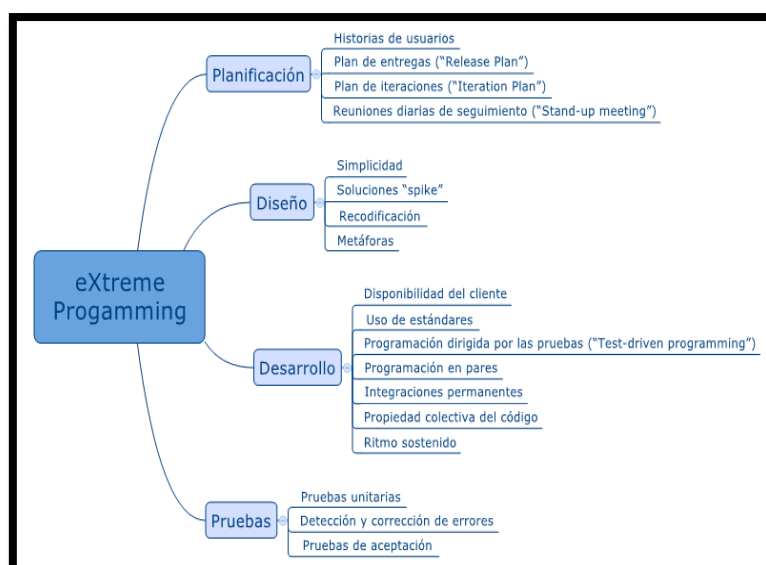 Historias de usuarios
Planificación
Plan de entregas (“Release Plan”)
Plan de iteraciones (“Iteration Plan”)
Reuniones diarias de seguimiento (“Stand-up meeting”)
Simplicidad
Diseño
Soluciones “spike”
Recodificación
Metáforas
eXtreme
Progamming
Disponibilidad del cliente
Uso de estándares
Programación dirigida por las pruebas (“Test-driven programming”)
Desarrollo
Programación en pares
Integraciones permanentes
Propiedad colectiva del código
Ritmo sostenido
Pruebas unitarias
Pruebas
Detección y corrección de errores
Pruebas de aceptación